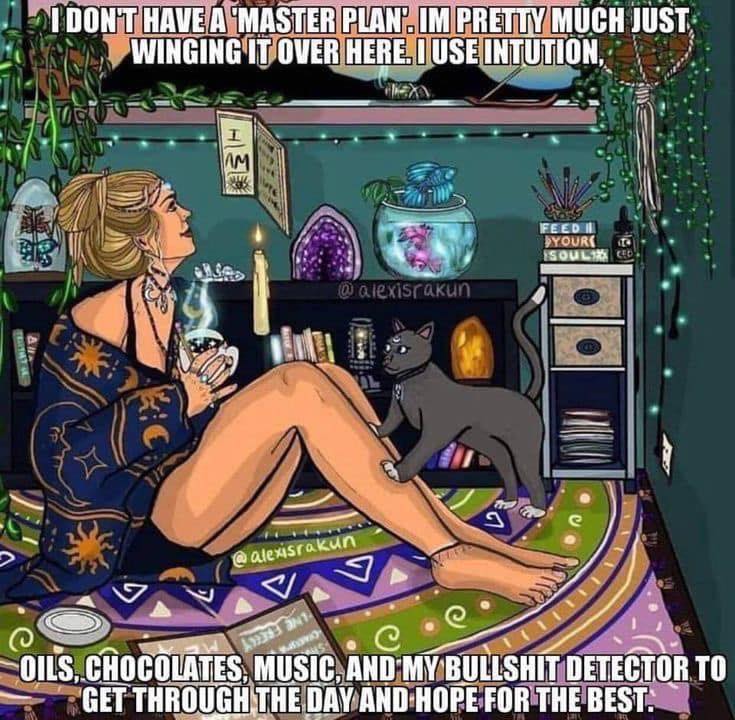 I DON'T HAVE A 'MASTER PLAN'. IM PRETTY MUCH JUST
WINGING IT OVER HERE. I USE INTUTION,
I
AM
FEED
YOUR
SOUL
CBD
@alexisrakun
@alexisrakun
OILS, CHOCOLATES, MUSIC, AND MY BULLSHIT DETECTOR TO
GET THROUGH THE DAY AND HOPE FOR THE BEST.